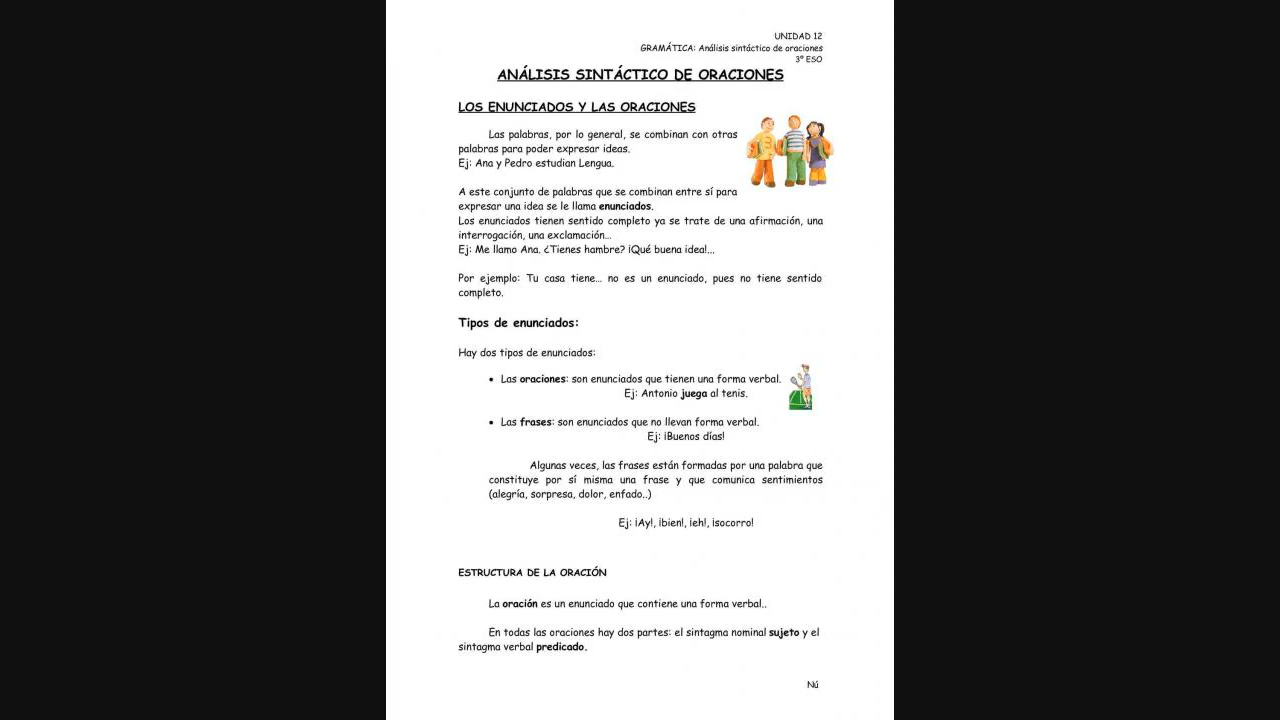 UNIDAD 12
GRAMÁTICA: Análisis sintáctico de oraciones
3º ESO
ANÁLISIS SINTÁCTICO DE ORACIONES
LOS ENUNCIADOS Y LAS ORACIONES
Las palabras, por lo general, se combinan con otras
palabras para poder expresar ideas.
Ej: Ana y Pedro estudian Lengua.
A este conjunto de palabras que se combinan entre sí para
expresar una idea se le llama enunciados.
Los enunciados tienen sentido completo ya se trate de una afirmación, una
interrogación, una exclamación...
Ej: Me llamo Ana. ¿Tienes hambre? ¡Qué buena idea!...
Por ejemplo: Tu casa tiene... no es un enunciado, pues no tiene sentido
completo.
Tipos de enunciados:
Hay dos tipos de enunciados:
• Las oraciones: son enunciados que tienen una forma verbal.
Ej: Antonio juega al tenis.
• Las frases: son enunciados que no llevan forma verbal.
Ej: ¡Buenos días!
Algunas veces, las frases están formadas por una palabra que
constituye por sí misma una frase y que comunica sentimientos
(alegría, sorpresa, dolor, enfado..)
Ej: ¡Ay!, ¡bien!, ¡eh!, ¡socorro!
ESTRUCTURA DE LA ORACIÓN
La oración es un enunciado que contiene una forma verbal..
En todas las oraciones hay dos partes: el sintagma nominal sujeto y el
sintagma verbal predicado.
Nú